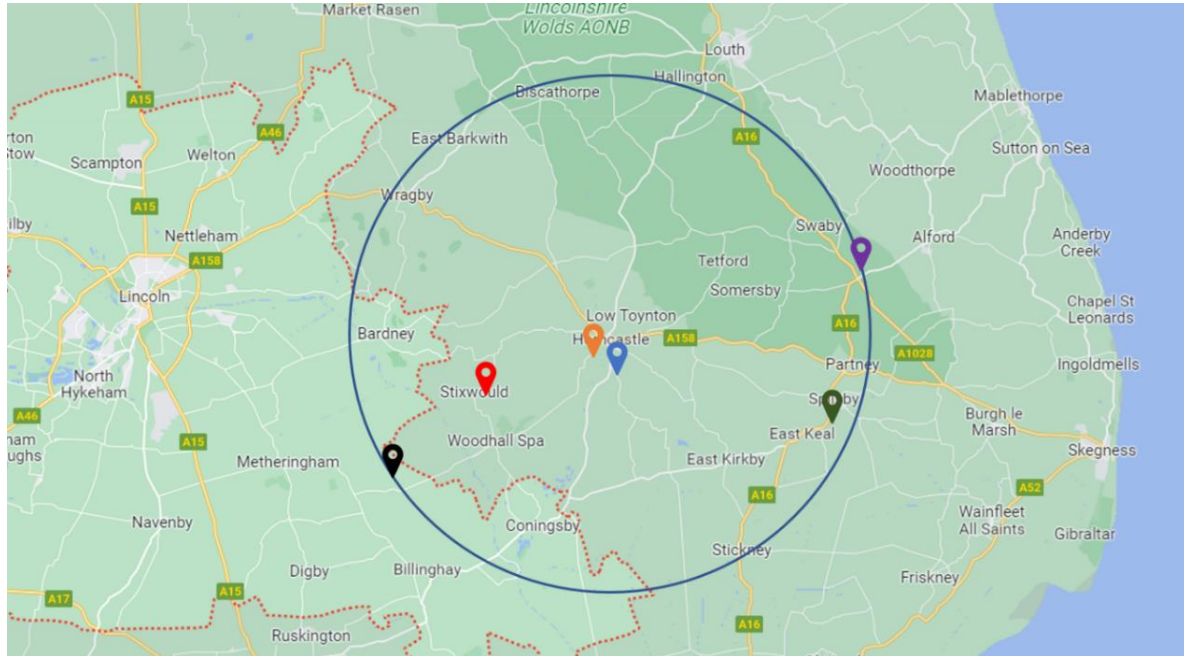 Market Rasen
Lincolnshire
Wolds AONB
Louth
Hallington
Biscathorpe
A15
Mablethorpe
A46
A16
East Barkwith
Sutton on Sea
Stow
Scampton
Welton
Woodthorpe
Wragby
A15
Swaby
Nettleham
Alford
Anderby
Creek
A158
Tetford
Somersby
Lincoln
Chapel St
Leonards
Low Toynton
A16
Bardney
A158
A1028
Partney
Ingoldmells
North
Hykeham
Stixwould
A46
Burgh le
Marsh
East Keal
Woodhall Spa
A15
Skegness
Metheringham
East Kirkby
A52
A16
Navenby
Coningsby
Wainfleet
All Saints
Gibraltar
Stickney
Digby
Billinghay
Friskney
A17
A15
A16
Ruskington